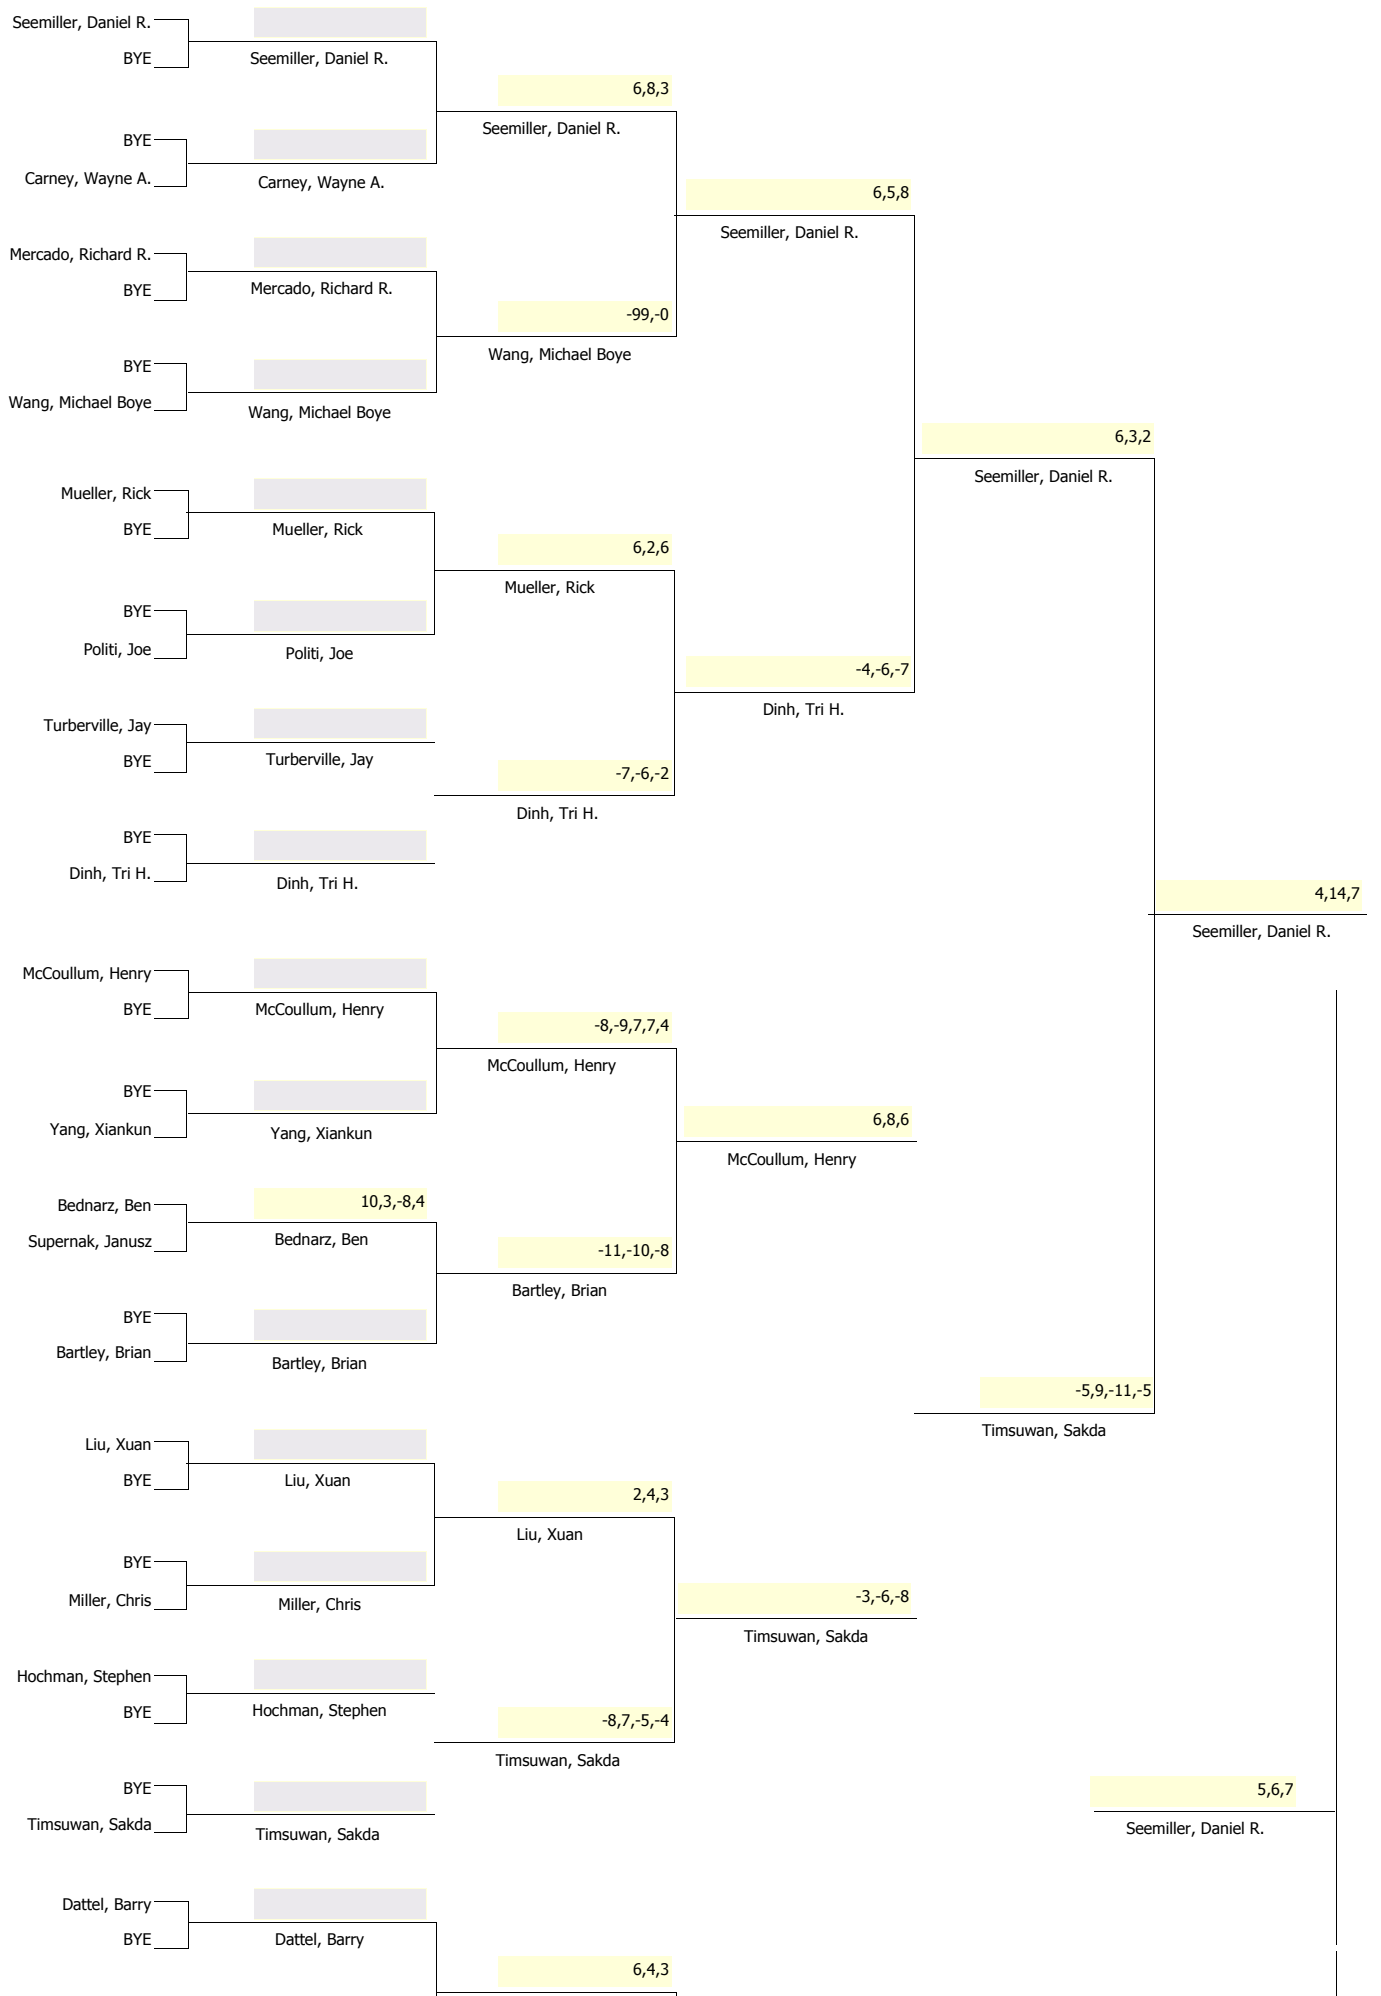 Seemiller, Daniel R.
BYE
Seemiller, Daniel R.
6,8,3
Seemiller, Daniel R.
BYE
Carney, Wayne A.
Carney, Wayne A.
6,5,8
Seemiller, Daniel R.
Mercado, Richard R.
BYE
Mercado, Richard R.
-99,-0
Wang, Michael Boye
BYE
Wang, Michael Boye
Wang, Michael Boye
6,3,2
Seemiller, Daniel R.
Mueller, Rick
BYE
Mueller, Rick
6,2,6
Mueller, Rick
BYE
Politi, Joe
Politi, Joe
-4,-6,-7
Dinh, Tri H.
Turberville, Jay
BYE
Turberville, Jay
-7,-6,-2
Dinh, Tri H.
BYE
Dinh, Tri H.
Dinh, Tri H.
4,14,7
Seemiller, Daniel R.
McCoullum, Henry
BYE
McCoullum, Henry
-8,-9,7,7,4
McCoullum, Henry
BYE
Yang, Xiankun
Yang, Xiankun
6,8,6
McCoullum, Henry
Bednarz, Ben
Supernak, Janusz
10,3,-8,4
Bednarz, Ben
-11,-10,-8
Bartley, Brian
BYE
Bartley, Brian
Bartley, Brian
-5,9,-11,-5
Timsuwan, Sakda
Liu, Xuan
BYE
Liu, Xuan
2,4,3
Liu, Xuan
BYE
Miller, Chris
Miller, Chris
-3,-6,-8
Timsuwan, Sakda
Hochman, Stephen
BYE
Hochman, Stephen
-8,7,-5,-4
Timsuwan, Sakda
BYE
Timsuwan, Sakda
Timsuwan, Sakda
5,6,7
Seemiller, Daniel R.
Dattel, Barry
BYE
Dattel, Barry
6,4,3